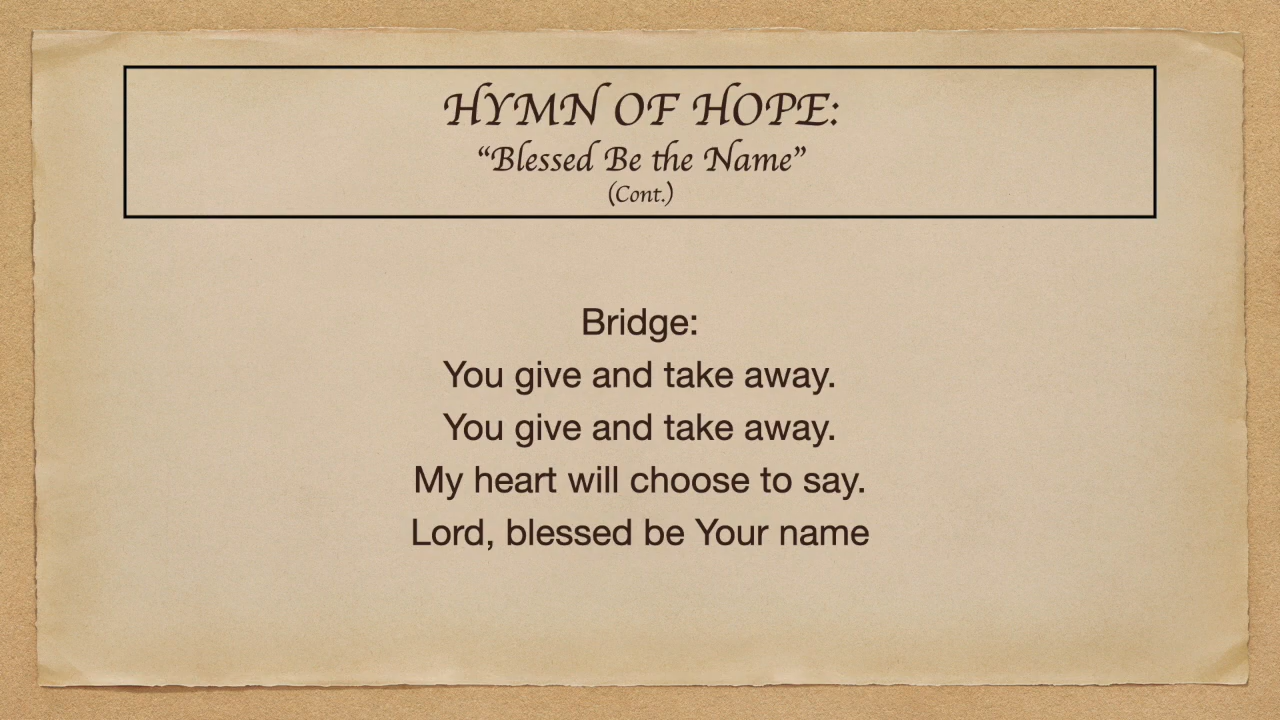 HYMN OF HOPE:
“Blessed Be the Name”
(Cont.)
Bridge:
You give and take away.
You give and take away.
My heart will choose to say.
Lord, blessed be Your name